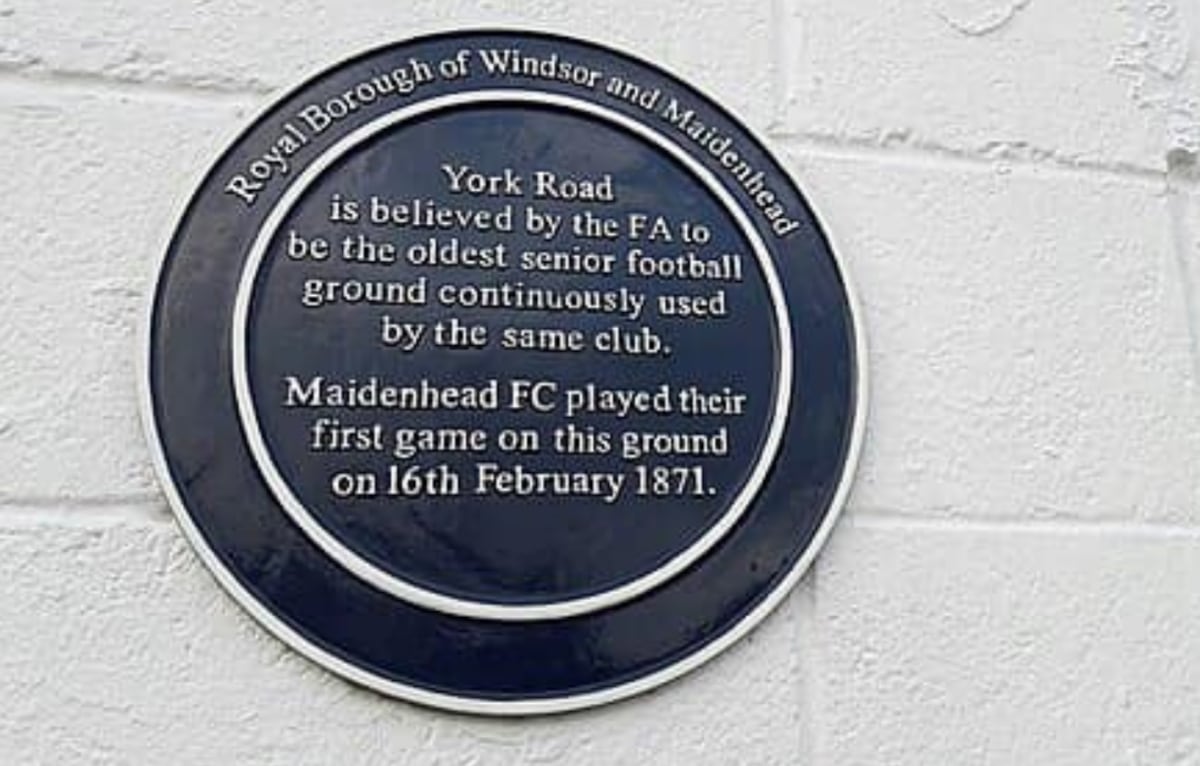 Royal Borough of Windsor and Maidenhead
York Road
is believed by the FA to
be the oldest senior football
ground continuously used
by the same club.
Maidenhead FC played their
first game on this ground
on 16th February 1871.